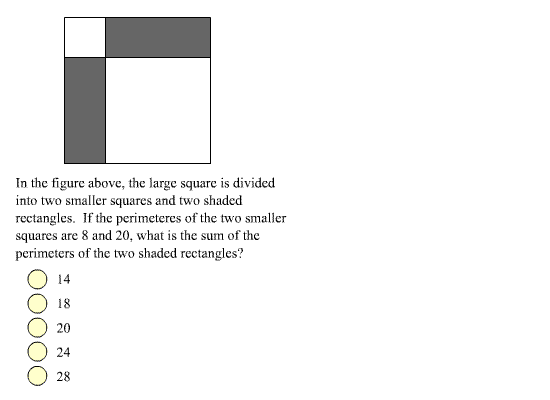 In the figure above, the large square is divided
into two smaller squares and two shaded
rectangles.  If the perimeteres of the two smaller
squares are 8 and 20, what is the sum of the
perimeters of the two shaded rectangles?
14
18
20
24
28